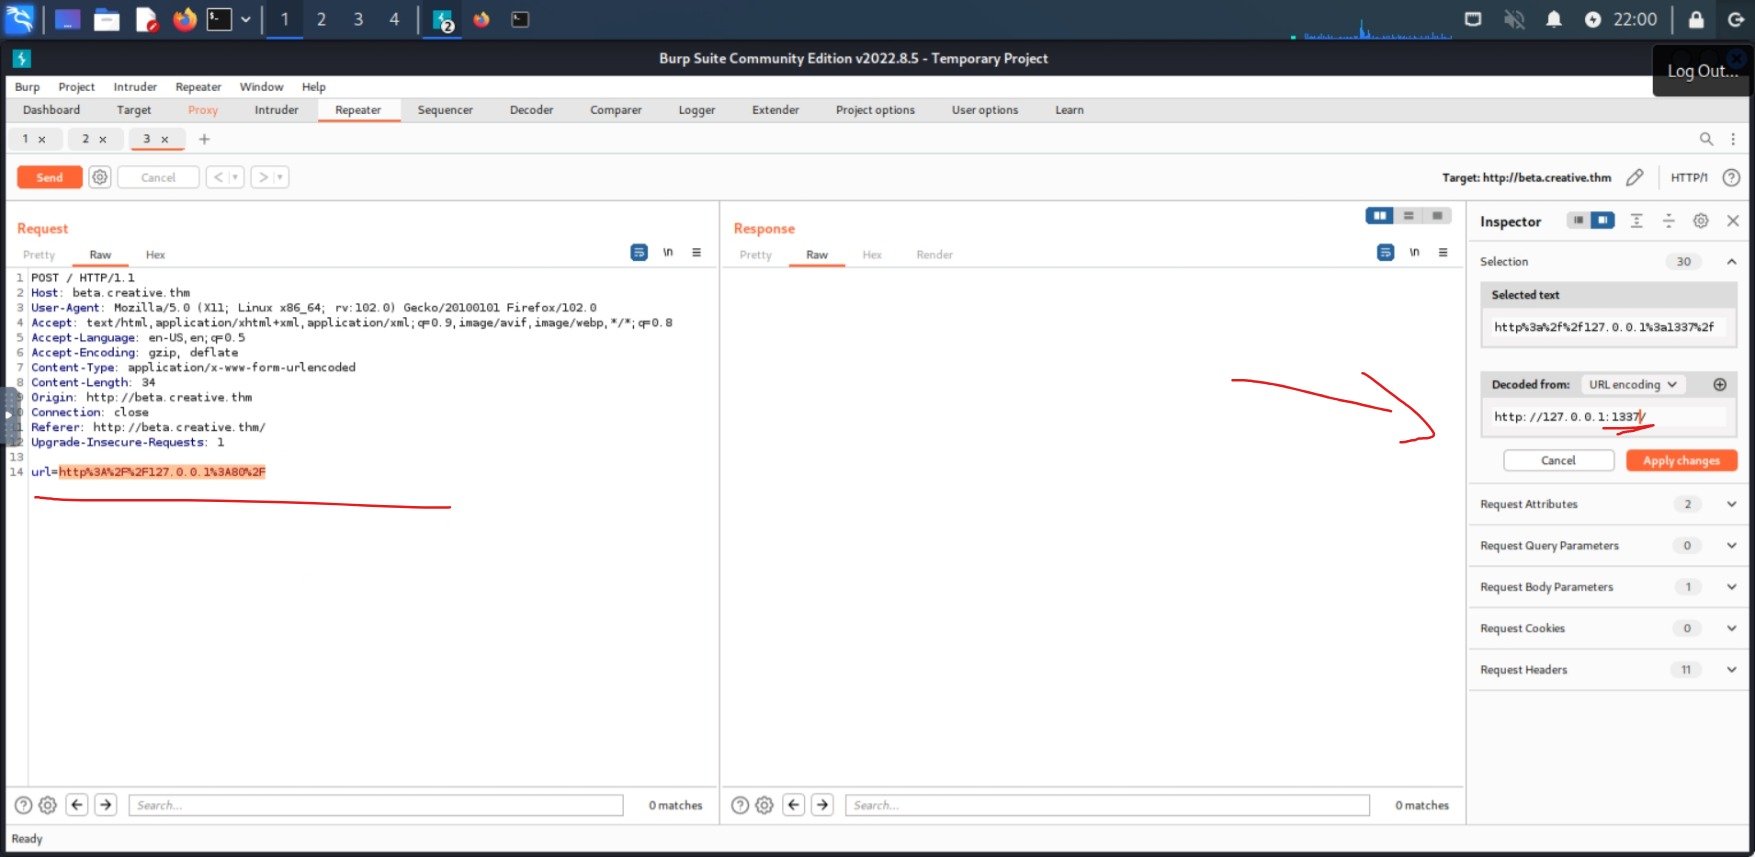 1 2 3 4 2 22:00
Burp Suite Community Edition v2022.8.5 - Temporary Project
Log Out...
Burp Project Intruder Repeater Window Help
Dashboard Target Proxy Intruder Repeater Sequencer Decoder Comparer Logger Extender Project options User options Learn
1 × 2 × 3 × +
Send Cancel < > Target: http://beta.creative.thm HTTP/1 ?
Request
Pretty Raw Hex \n
1 POST / HTTP/1.1
2 Host: beta.creative.thm
3 User-Agent: Mozilla/5.0 (X11; Linux x86_64; rv:102.0) Gecko/20100101 Firefox/102.0
4 Accept: text/html,application/xhtml+xml,application/xml;q=0.9,image/avif,image/webp,*/*;q=0.8
5 Accept-Language: en-US,en;q=0.5
6 Accept-Encoding: gzip, deflate
7 Content-Type: application/x-www-form-urlencoded
8 Content-Length: 34
9 Origin: http://beta.creative.thm
10 Connection: close
11 Referer: http://beta.creative.thm/
12 Upgrade-Insecure-Requests: 1
13
14 url=http%3A%2F%2F127.0.0.1%3A80%2F
? Search... 0 matches
Response
Pretty Raw Hex Render \n
? Search... 0 matches
Inspector
Selection 30
Selected text
http%3a%2f%2f127.0.0.1%3a1337%2f
Decoded from: URL encoding
http://127.0.0.1:1337/
Cancel Apply changes
Request Attributes 2
Request Query Parameters 0
Request Body Parameters 1
Request Cookies 0
Request Headers 11
Ready